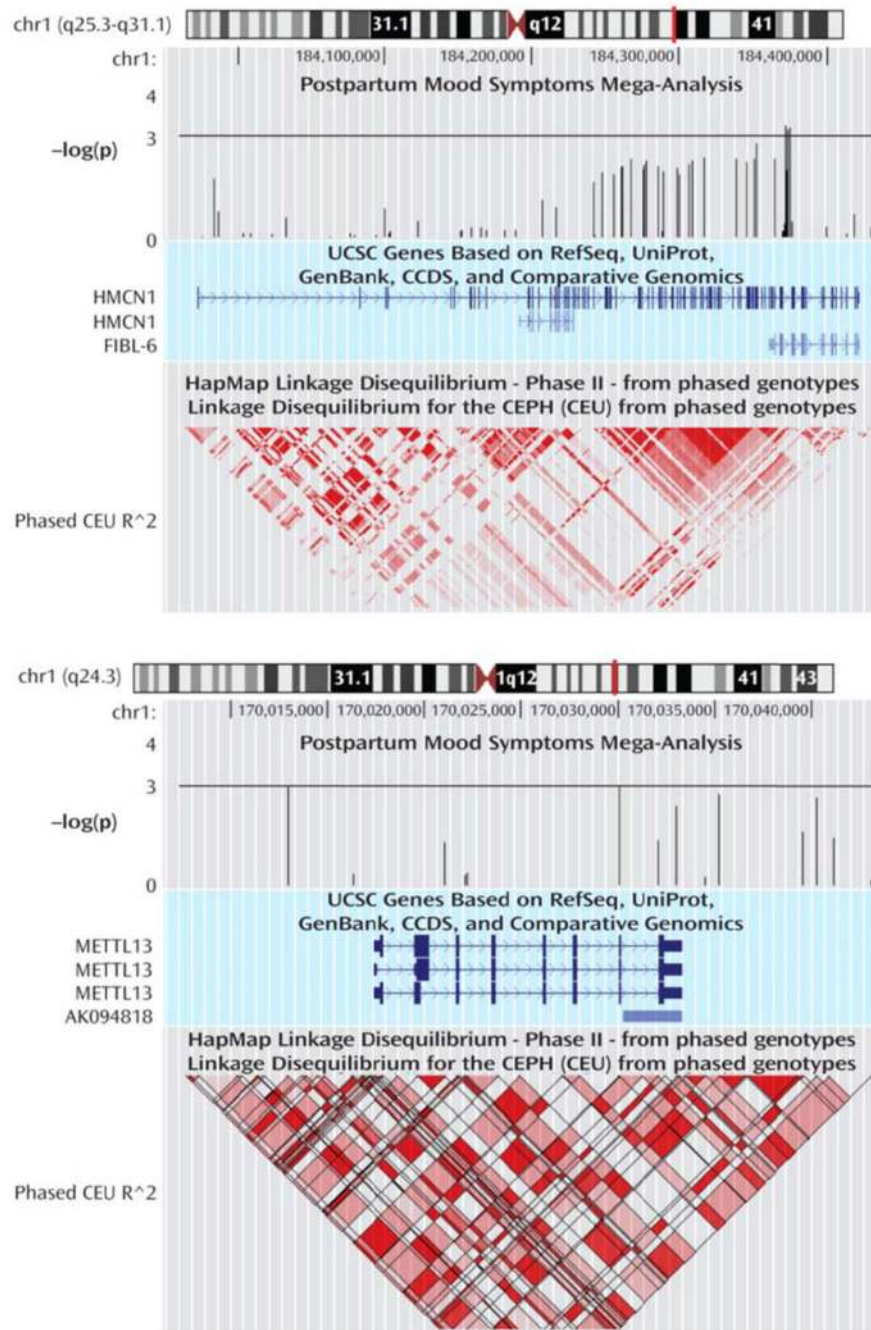 chr1 (q25.3-q31.1) 31.1 q12 41
chr1: 184,100,000 184,200,000 184,300,000 184,400,000
Postpartum Mood Symptoms Mega-Analysis
4
3
–log(p)
0
UCSC Genes Based on RefSeq, UniProt,
GenBank, CCDS, and Comparative Genomics
HMCN1
HMCN1
FIBL-6
HapMap Linkage Disequilibrium - Phase II - from phased genotypes
Linkage Disequilibrium for the CEPH (CEU) from phased genotypes
Phased CEU R^2
chr1 (q24.3) 31.1 1q12 41 43
chr1: 170,015,000 170,020,000 170,025,000 170,030,000 170,035,000 170,040,000
Postpartum Mood Symptoms Mega-Analysis
4
3
–log(p)
0
UCSC Genes Based on RefSeq, UniProt,
GenBank, CCDS, and Comparative Genomics
METTL13
METTL13
METTL13
AK094818
HapMap Linkage Disequilibrium - Phase II - from phased genotypes
Linkage Disequilibrium for the CEPH (CEU) from phased genotypes
Phased CEU R^2